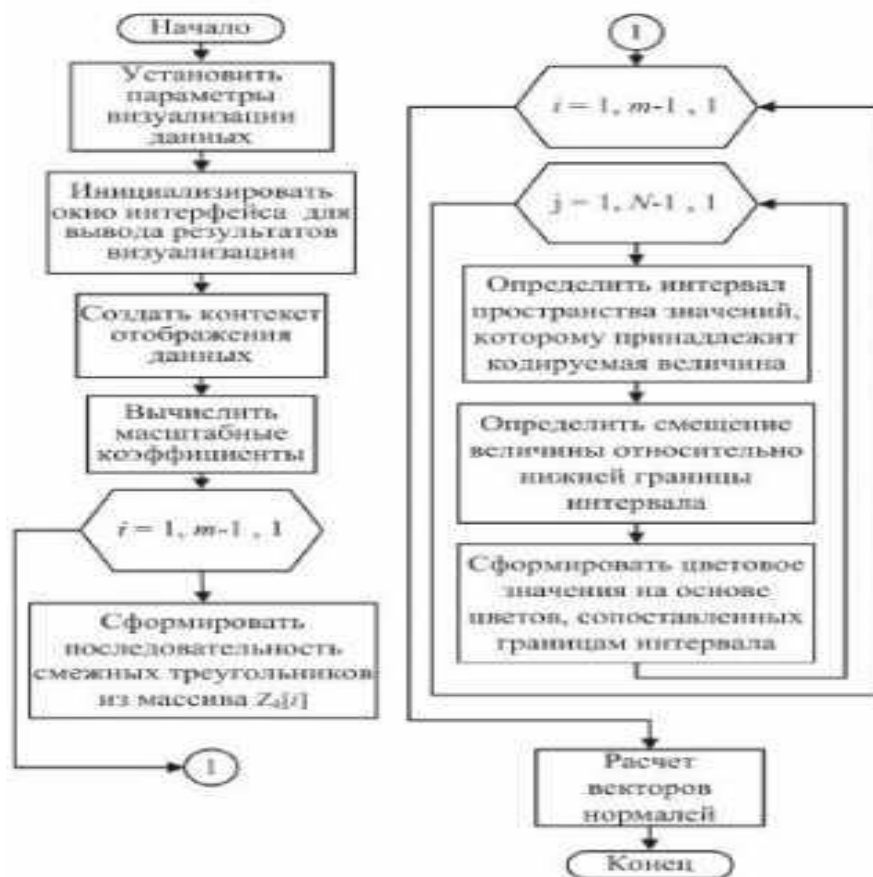 Начало
Установить
параметры
визуализации
данных
Инициализировать
окно интерфейса для
вывода результатов
визуализации
Создать контекст
отображения
данных
Вычислить
масштабные
коэффициенты
i = 1, m-1 , 1
Сформировать
последовательность
смежных треугольников
из массива Z₄[i]
1
1
i = 1, m-1 , 1
j = 1, N-1 , 1
Определить интервал
пространства значений,
которому принадлежит
кодируемая величина
Определить смещение
величины относительно
нижней границы
интервала
Сформировать цветовое
значения на основе
цветов, сопоставленных
границам интервала
Расчет
векторов
нормалей
Конец